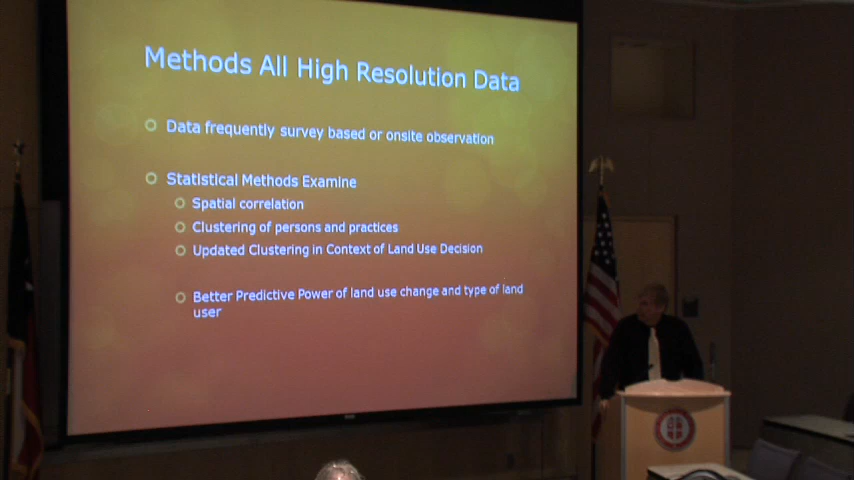 Methods All High Resolution Data
Data frequently survey based or onsite observation
Statistical Methods Examine
Spatial correlation
Clustering of persons and practices
Updated Clustering in Context of Land Use Decision
Better Predictive Power of land use change and type of land
user